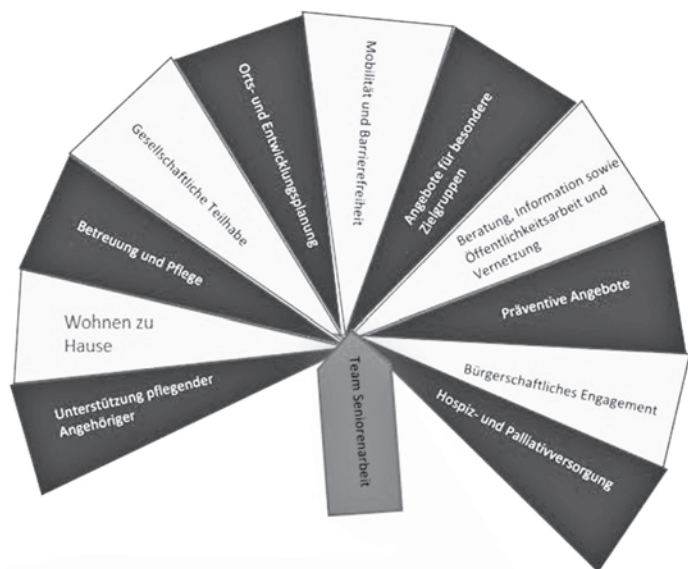 Unterstützung pflegender
Angehöriger
Wohnen zu
Hause
Betreuung und Pflege
Gesellschaftliche Teilhabe
Orts- und Entwicklungsplanung
Mobilität und Barrierefreiheit
Angebote für besondere
Zielgruppen
Beratung, Information sowie
Öffentlichkeitsarbeit und
Vernetzung
Präventive Angebote
Bürgerschaftliches Engagement
Hospiz- und Palliativversorgung
Team Seniorenarbeit